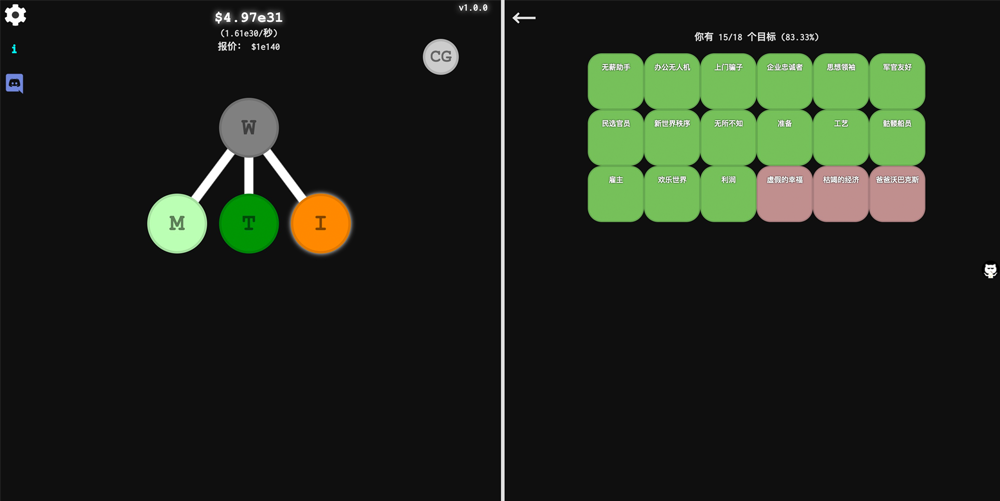 v1.0.0
$4.97e31
(1.61e30/秒)
报价: $1e140
i
CG
W
M T I
你有 15/18 个目标 (83.33%)
无薪助手 办公无人机 上门骗子 企业忠诚者 思想领袖 军官友好
民选官员 新世界秩序 无所不知 准备 工艺 骷髅船员
雇主 欢乐世界 利润 虚假的幸福 枯竭的经济 爸爸沃巴克斯